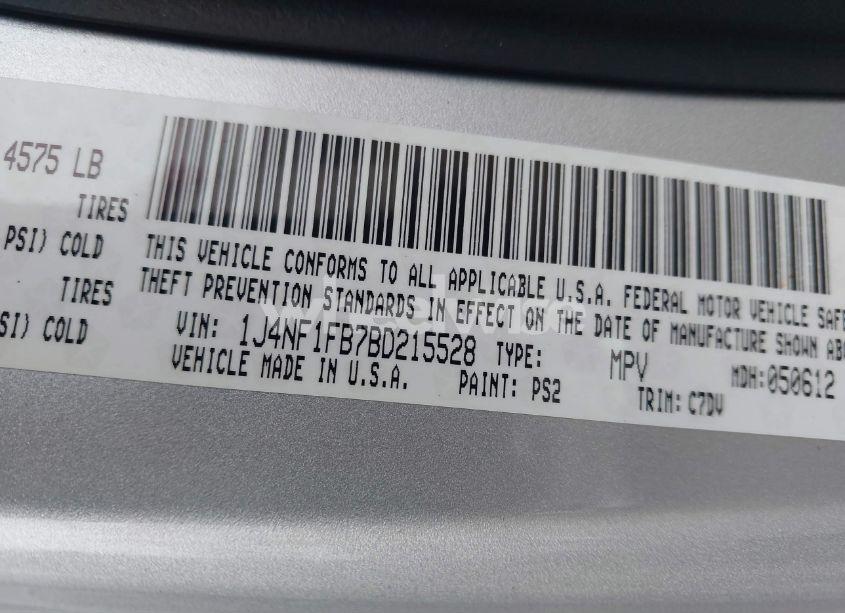 4575 LB
TIRES
PSI) COLD
TIRES
SI) COLD
THIS VEHICLE CONFORMS TO ALL APPLICABLE U.S.A. FEDERAL MOTOR VEHICLE SAFE
THEFT PREVENTION STANDARDS IN EFFECT ON THE DATE OF MANUFACTURE SHOWN ABO
VIN: 1J4NF1FB7BD215528 TYPE: MPV MDH:050612
VEHICLE MADE IN U.S.A. PAINT: PS2 TRIM: C7DV